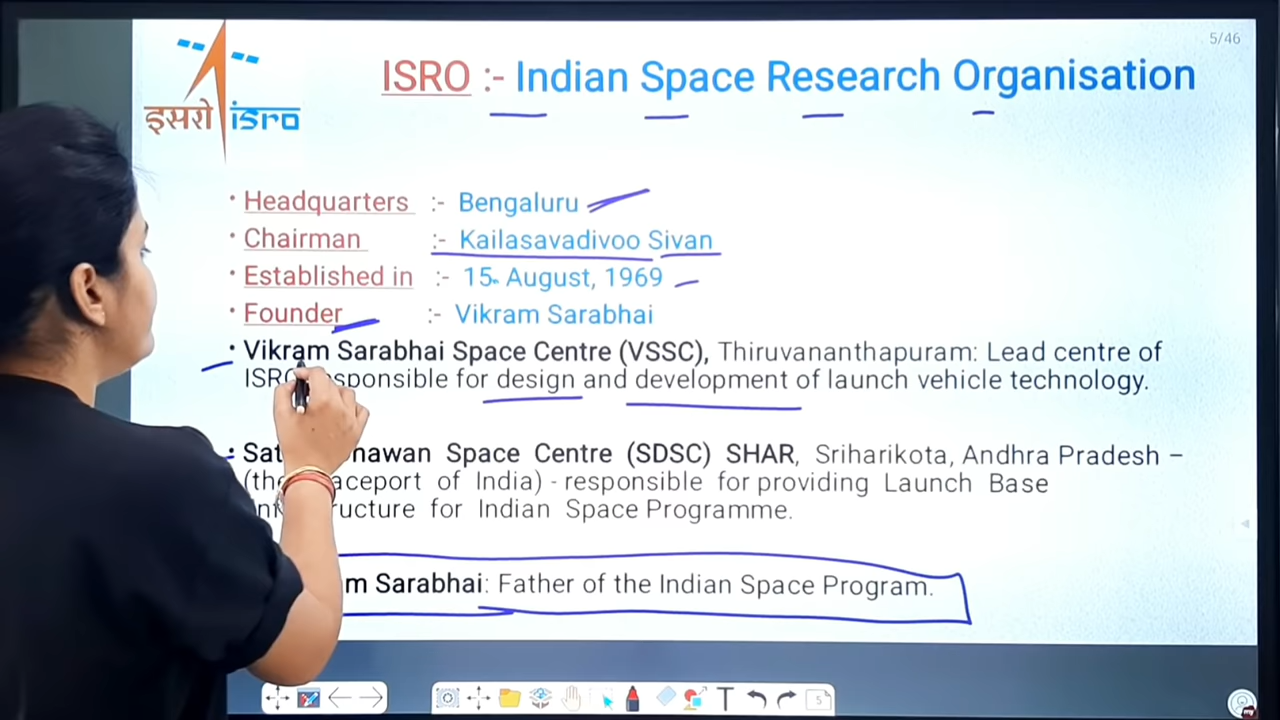 5/46
इसरो isro
ISRO :- Indian Space Research Organisation
• Headquarters :- Bengaluru
• Chairman :- Kailasavadivoo Sivan
• Established in :- 15 August, 1969
• Founder :- Vikram Sarabhai
• Vikram Sarabhai Space Centre (VSSC), Thiruvananthapuram: Lead centre of
ISRO sponsible for design and development of launch vehicle technology.
• Sat hawan Space Centre (SDSC) SHAR, Sriharikota, Andhra Pradesh –
(the aceport of India) - responsible for providing Launch Base
ructure for Indian Space Programme.
m Sarabhai: Father of the Indian Space Program.
T
5